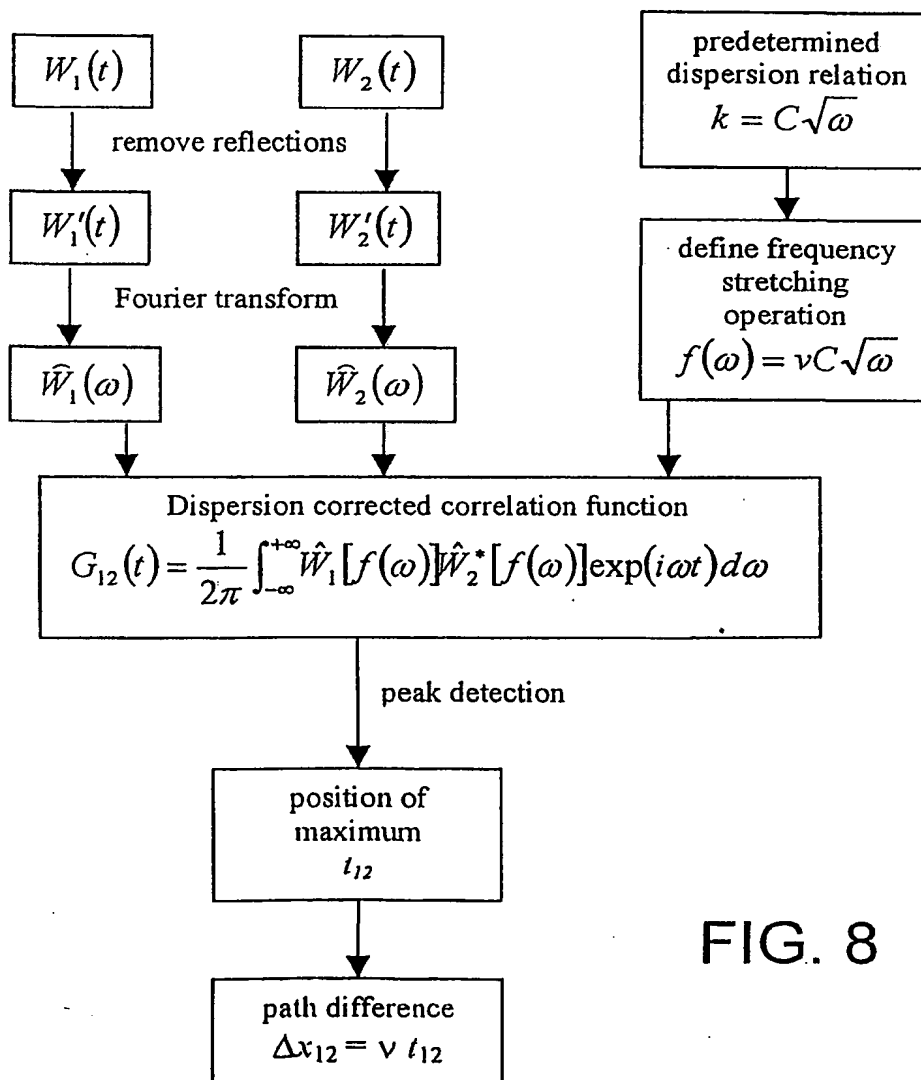 W₁(t)
W₂(t)
predetermined
dispersion relation
k = C√ω
remove reflections
W₁′(t)
W₂′(t)
define frequency
stretching
operation
f(ω) = νC√ω
Fourier transform
Ŵ₁(ω)
Ŵ₂(ω)
Dispersion corrected correlation function
G₁₂(t) = 1/2π ∫₋∞⁺∞ Ŵ₁[f(ω)]Ŵ₂*[f(ω)]exp(iωt)dω
peak detection
position of
maximum
t₁₂
path difference
Δx₁₂ = ν t₁₂
FIG. 8